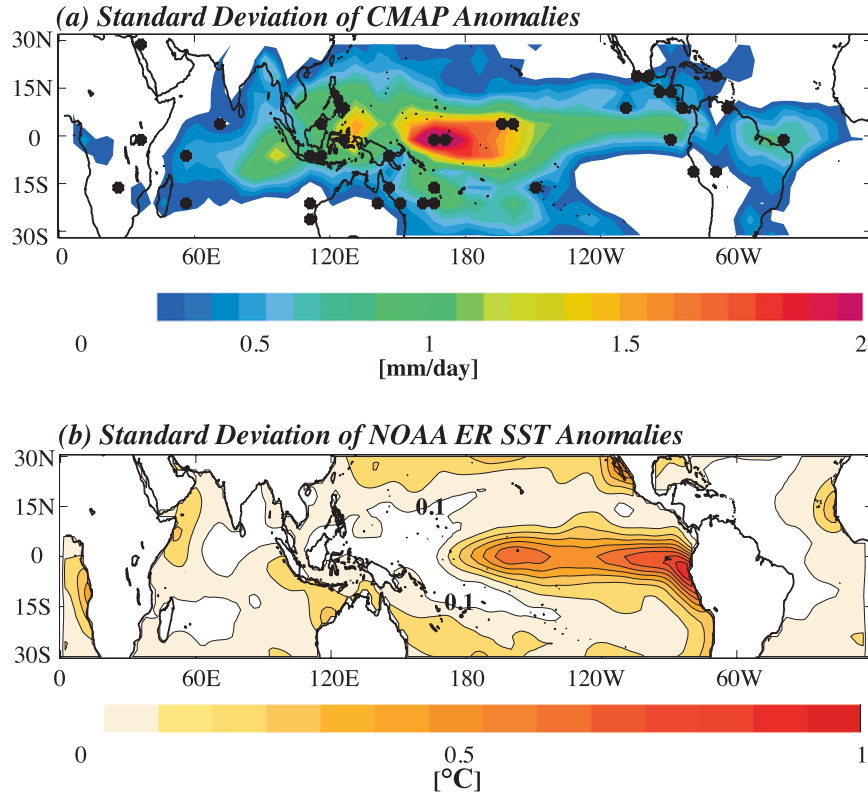 (a) Standard Deviation of CMAP Anomalies
30N
15N
0
15S
30S
0 60E 120E 180 120W 60W
0 0.5 1 1.5 2
[mm/day]
(b) Standard Deviation of NOAA ER SST Anomalies
30N
0.1
15N
0
0.1
15S
30S
0 60E 120E 180 120W 60W
0 0.5 1
[°C]